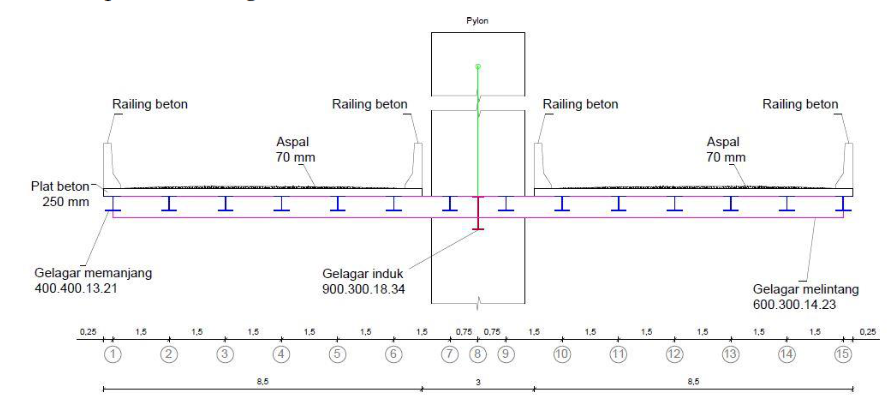 Pylon
Railing beton
Railing beton
Railing beton
Railing beton
Aspal
70 mm
Aspal
70 mm
Plat beton
250 mm
Gelagar memanjang
400.400.13.21
Gelagar induk
900.300.18.34
Gelagar melintang
600.300.14.23
0,25 1,5 1,5 1,5 1,5 1,5 1,5 0,75 0,75 1,5 1,5 1,5 1,5 1,5 1,5 0,25
1 2 3 4 5 6 7 8 9 10 11 12 13 14 15
8,5 3 8,5